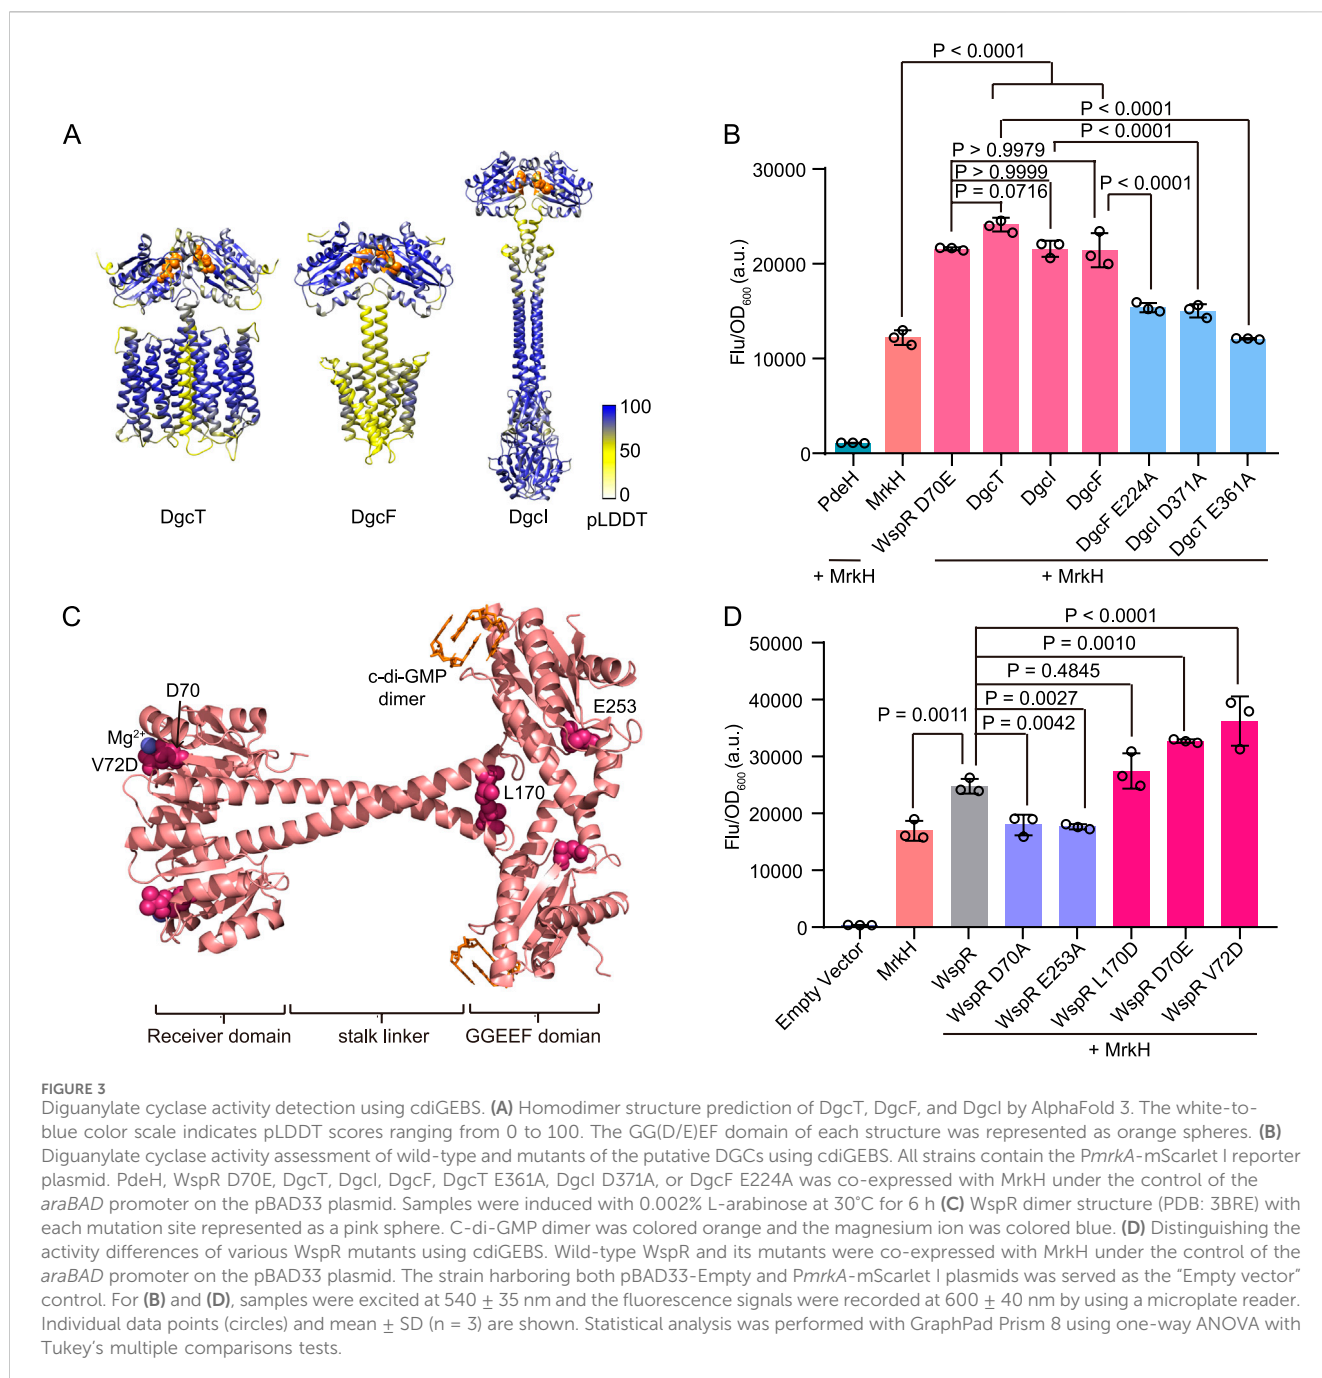 A
DgcT
DgcF
DgcI
100
50
0
pLDDT
B
P < 0.0001
P < 0.0001
P < 0.0001
P > 0.9979
P > 0.9999
P = 0.0716
P < 0.0001
30000
20000
10000
0
Flu/OD600 (a.u.)
PdeH
MrkH
WspR D70E
DgcT
DgcI
DgcF
DgcF E224A
DgcI D371A
DgcT E361A
+ MrkH
+ MrkH
C
D70
Mg2+
V72D
c-di-GMP
dimer
E253
L170
Receiver domain
stalk linker
GGEEF domian
D
P < 0.0001
P = 0.0010
P = 0.4845
P = 0.0027
P = 0.0011
P = 0.0042
50000
40000
30000
20000
10000
0
Flu/OD600 (a.u.)
Empty Vector
MrkH
WspR
WspR D70A
WspR E253A
WspR L170D
WspR D70E
WspR V72D
+ MrkH
FIGURE 3
Diguanylate cyclase activity detection using cdiGEBS. (A) Homodimer structure prediction of DgcT, DgcF, and DgcI by AlphaFold 3. The white-to-
blue color scale indicates pLDDT scores ranging from 0 to 100. The GG(D/E)EF domain of each structure was represented as orange spheres. (B)
Diguanylate cyclase activity assessment of wild-type and mutants of the putative DGCs using cdiGEBS. All strains contain the PmrkA-mScarlet I reporter
plasmid. PdeH, WspR D70E, DgcT, DgcI, DgcF, DgcT E361A, DgcI D371A, or DgcF E224A was co-expressed with MrkH under the control of the
araBAD promoter on the pBAD33 plasmid. Samples were induced with 0.002% L-arabinose at 30°C for 6 h (C) WspR dimer structure (PDB: 3BRE) with
each mutation site represented as a pink sphere. C-di-GMP dimer was colored orange and the magnesium ion was colored blue. (D) Distinguishing the
activity differences of various WspR mutants using cdiGEBS. Wild-type WspR and its mutants were co-expressed with MrkH under the control of the
araBAD promoter on the pBAD33 plasmid. The strain harboring both pBAD33-Empty and PmrkA-mScarlet I plasmids was served as the "Empty vector"
control. For (B) and (D), samples were excited at 540 ± 35 nm and the fluorescence signals were recorded at 600 ± 40 nm by using a microplate reader.
Individual data points (circles) and mean ± SD (n = 3) are shown. Statistical analysis was performed with GraphPad Prism 8 using one-way ANOVA with
Tukey's multiple comparisons tests.